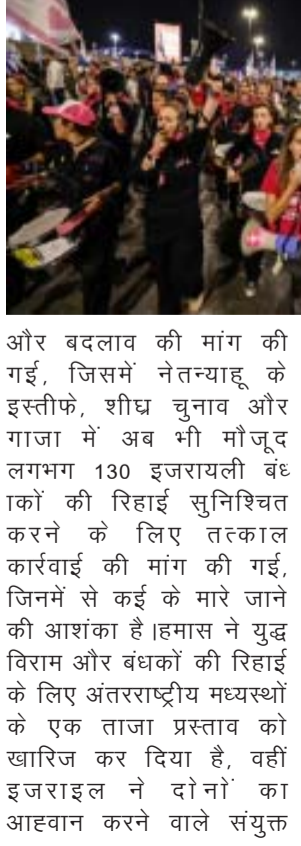 और बदलाव की मांग की
गई, जिसमें नेतन्याहू के
इस्तीफे, शीघ्र चुनाव और
गाजा में अब भी मौजूद
लगभग 130 इजरायली बंध
ाकों की रिहाई सुनिश्चित
करने के लिए तत्काल
कार्रवाई की मांग की गई,
जिनमें से कई के मारे जाने
की आशंका है।हमास ने युद्ध
विराम और बंधकों की रिहाई
के लिए अंतरराष्ट्रीय मध्यस्थों
के एक ताजा प्रस्ताव को
खारिज कर दिया है, वहीं
इजराइल ने दोनों का
आह्वान करने वाले संयुक्त